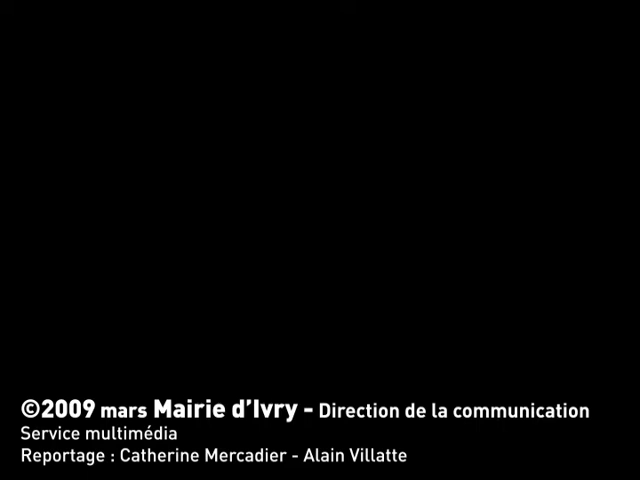 ©2009 mars Mairie d'Ivry - Direction de la communication
Service multimédia
Reportage : Catherine Mercadier - Alain Villatte